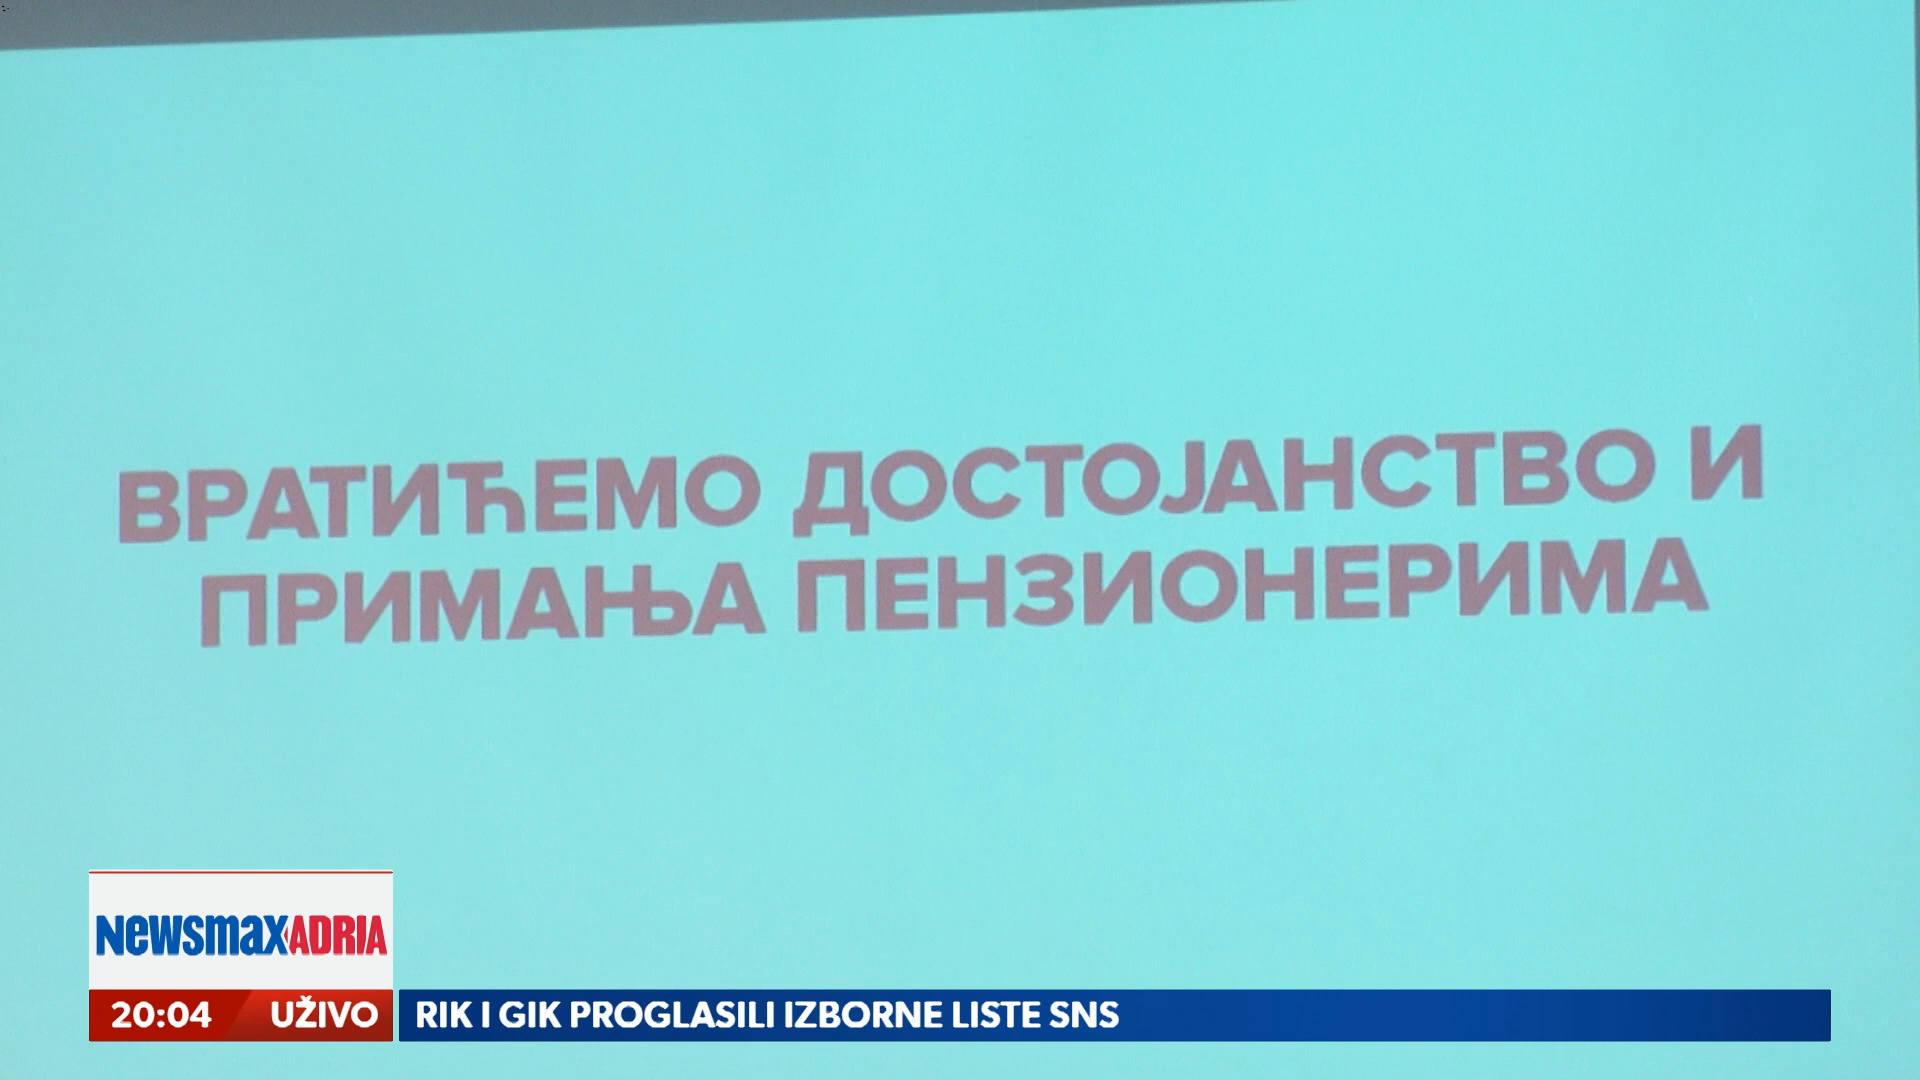 ВРАТИЋЕМО ДОСТОЈАНСТВО И
ПРИМАЊА ПЕНЗИОНЕРИМА
NEWSMAX ADRIA
20:04 UŽIVO
RIK I GIK PROGLASILI IZBORNE LISTE SNS